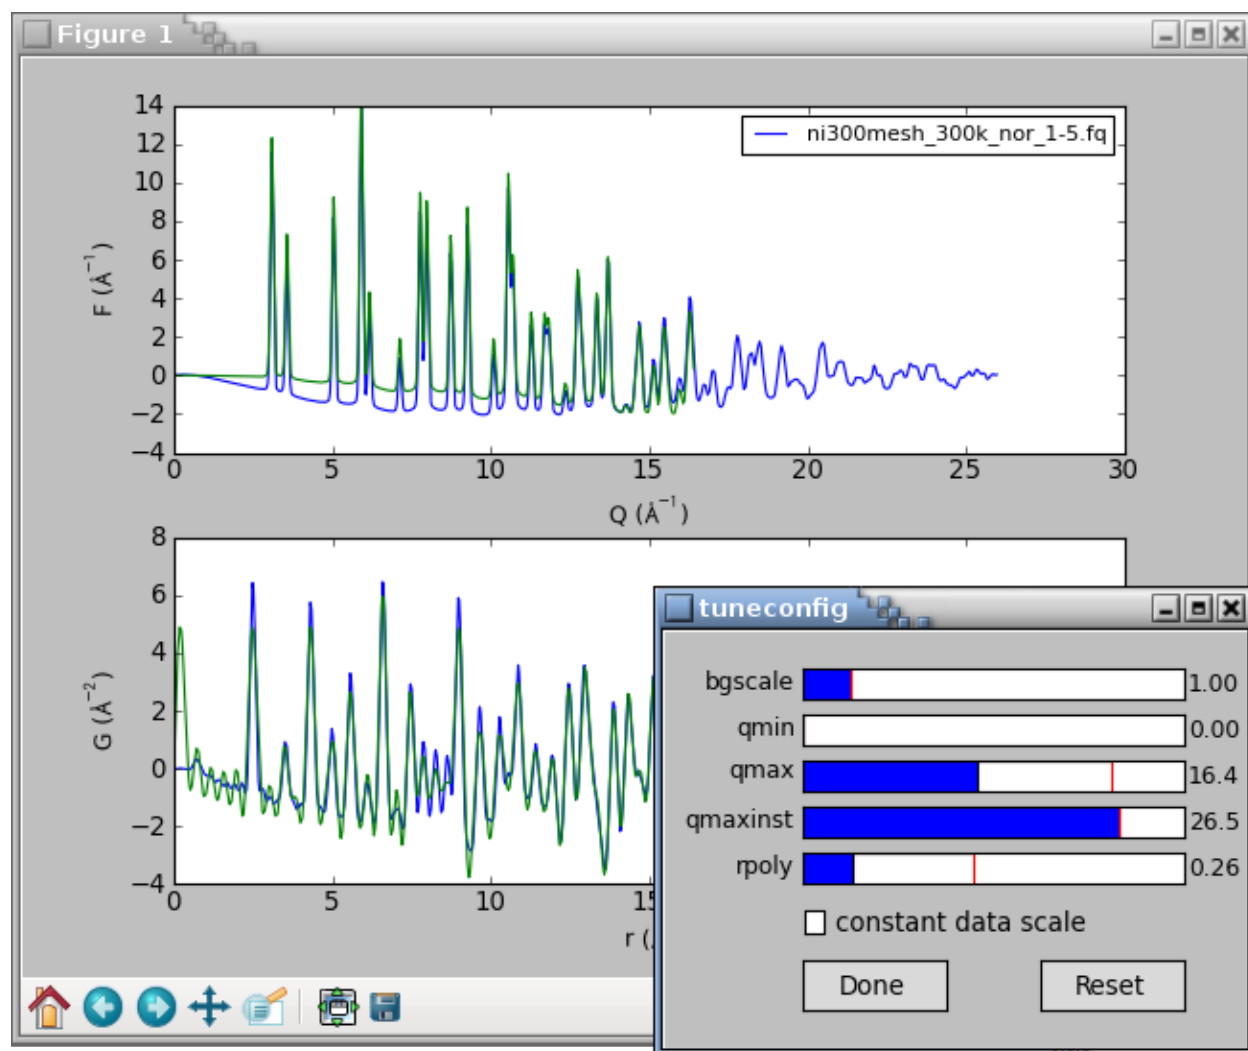 Figure 1
14
12
10
8
6
4
2
0
−2
−4
F (Å⁻¹)
ni300mesh_300k_nor_1-5.fq
0 5 10 15 20 25 30
Q (Å⁻¹)
8
6
4
2
0
−2
−4
G (Å⁻²)
0 5 10
r (
tuneconfig
bgscale 1.00
qmin 0.00
qmax 16.4
qmaxinst 26.5
rpoly 0.26
constant data scale
Done Reset